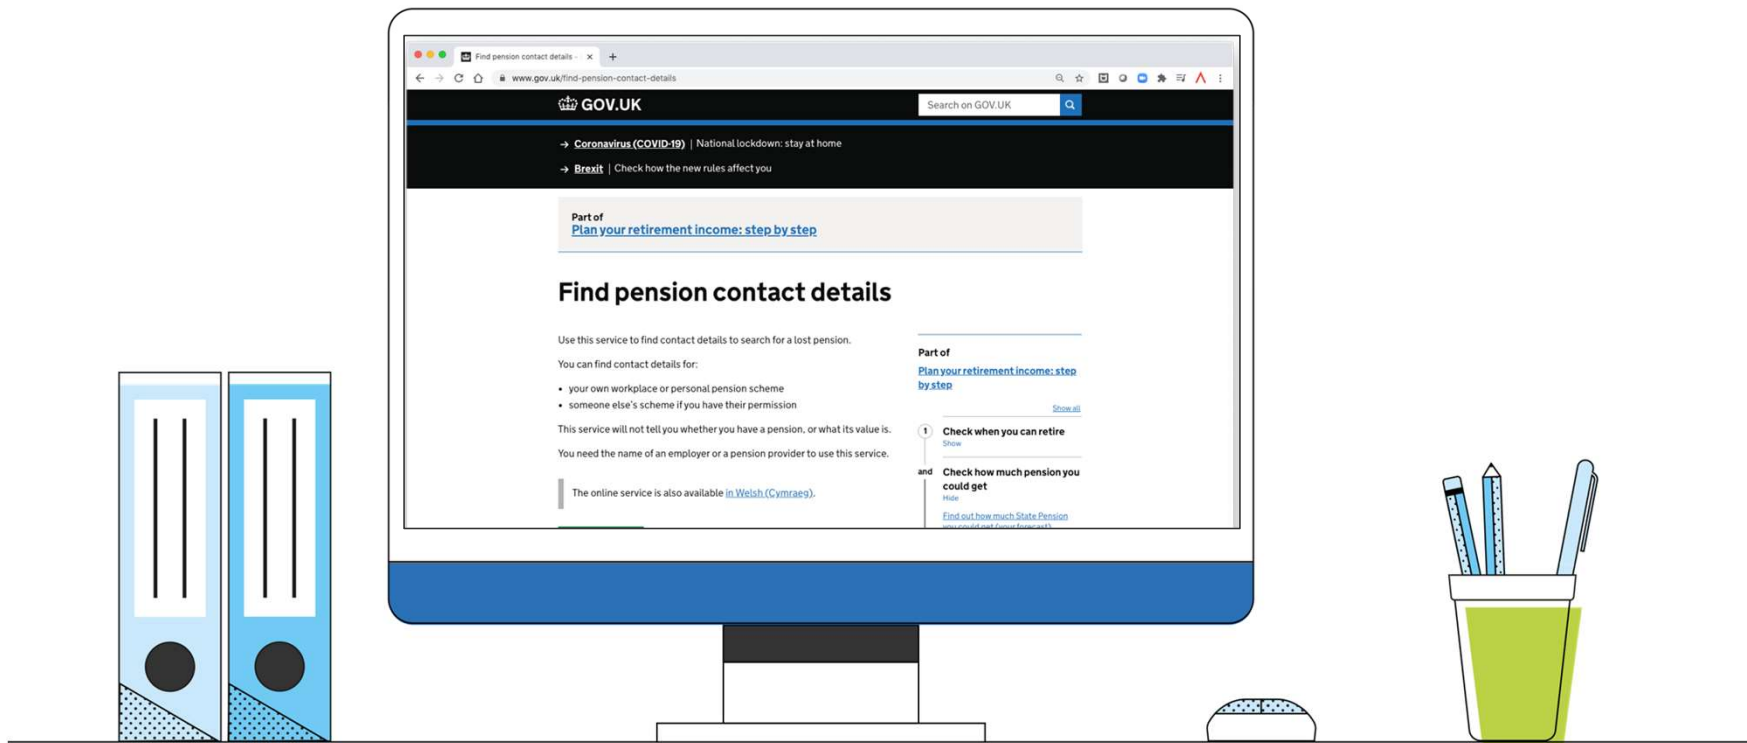 Find pension contact details -
www.gov.uk/find-pension-contact-details
GOV.UK
Search on GOV.UK
→ Coronavirus (COVID-19) | National lockdown: stay at home
→ Brexit | Check how the new rules affect you
Part of
Plan your retirement income: step by step
Find pension contact details
Use this service to find contact details to search for a lost pension.
You can find contact details for:
• your own workplace or personal pension scheme
• someone else's scheme if you have their permission
This service will not tell you whether you have a pension, or what its value is.
You need the name of an employer or a pension provider to use this service.
The online service is also available in Welsh (Cymraeg).
Part of
Plan your retirement income: step
by step
Show all
1 Check when you can retire
Show
and Check how much pension you
could get
Hide
Find out how much State Pension
you could get (your forecast)